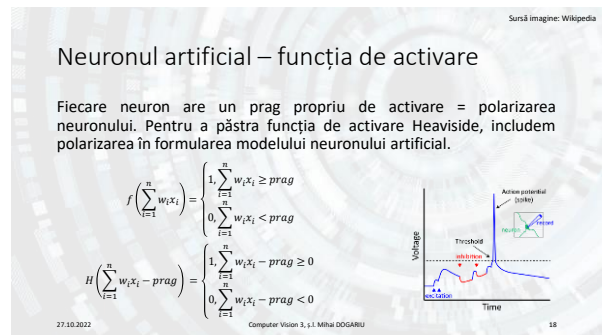 Sursă imagine: Wikipedia
Neuronul artificial – funcția de activare
Fiecare neuron are un prag propriu de activare = polarizarea
neuronului. Pentru a păstra funcția de activare Heaviside, includem
polarizarea în formularea modelului neuronului artificial.
f(∑_{i=1}^{n} w_i x_i) = { 1, ∑_{i=1}^{n} w_i x_i ≥ prag
0, ∑_{i=1}^{n} w_i x_i < prag
H(∑_{i=1}^{n} w_i x_i − prag) = { 1, ∑_{i=1}^{n} w_i x_i − prag ≥ 0
0, ∑_{i=1}^{n} w_i x_i − prag < 0
Action potential
(spike)
record
neuron
Threshold
inhibition
excitation
Voltage
Time
27.10.2022
Computer Vision 3, ș.l. Mihai DOGARIU
18